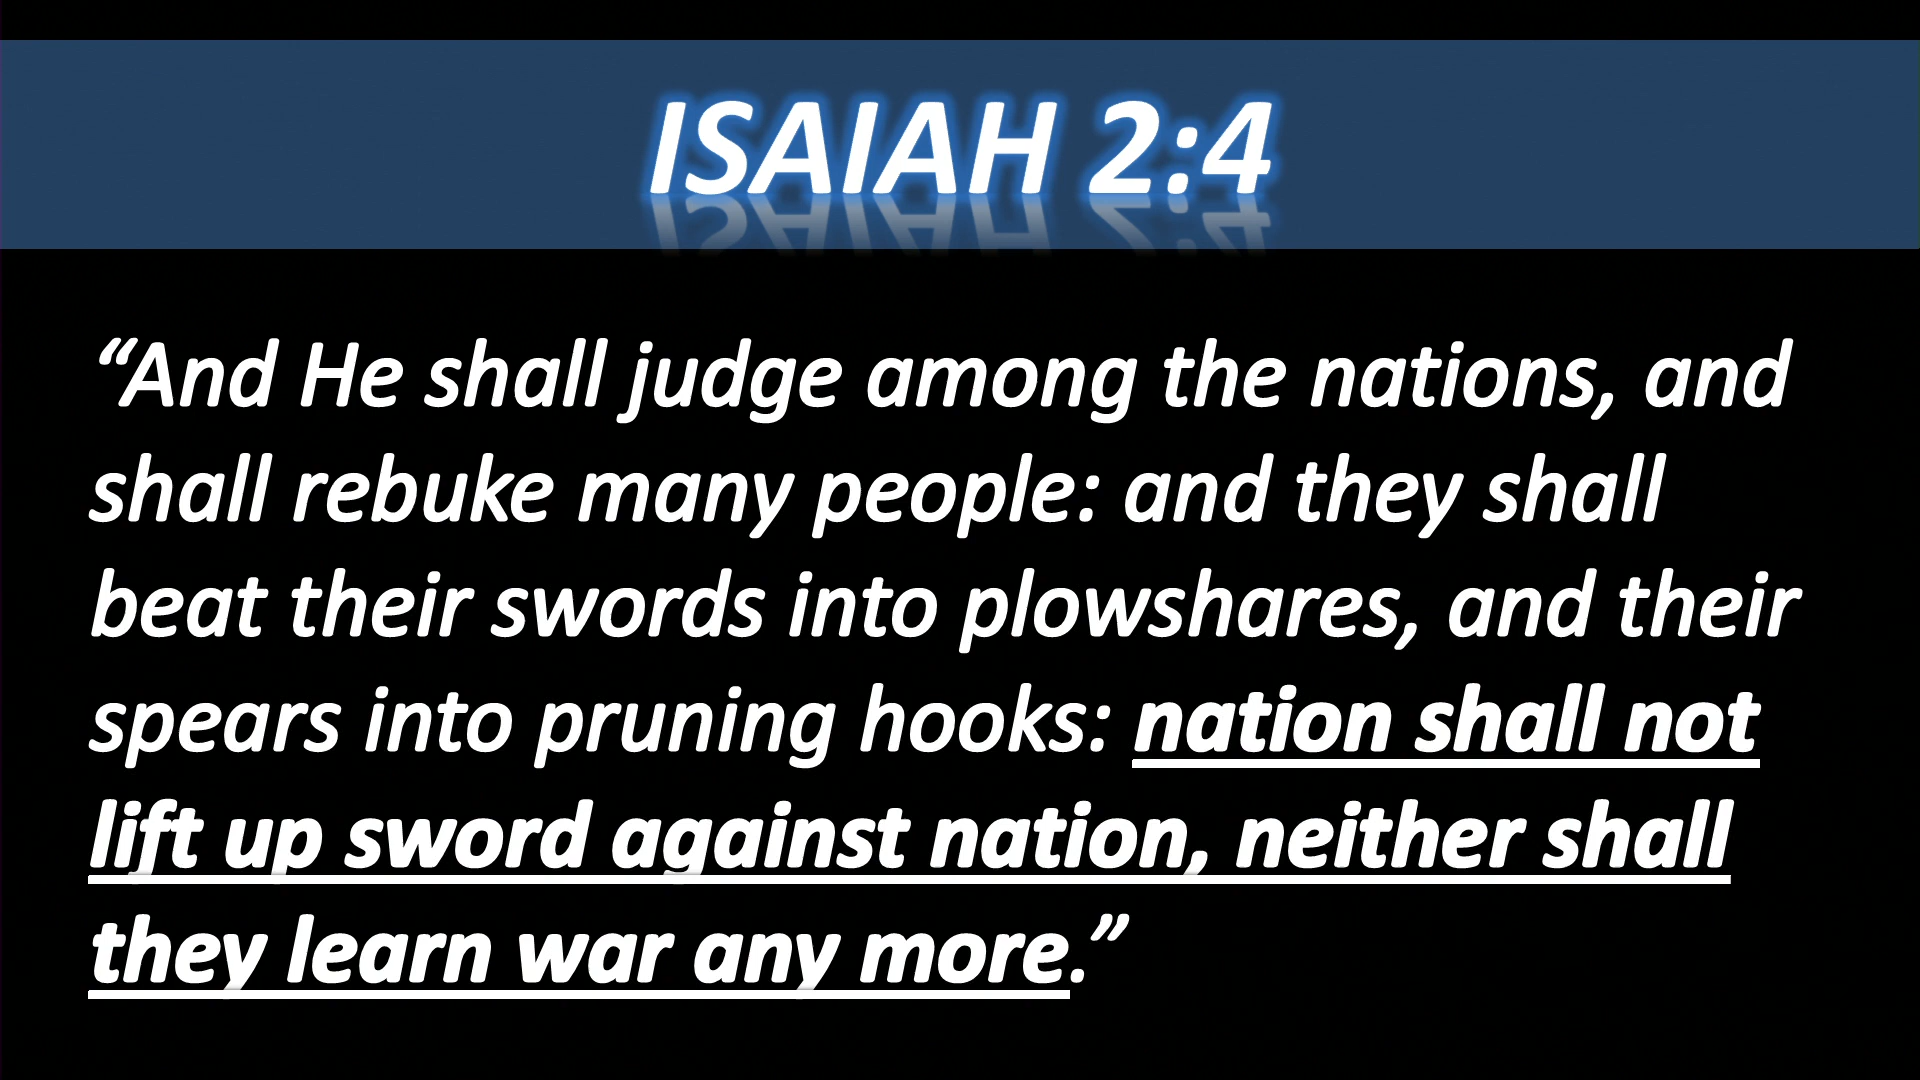 ISAIAH 2:4
“And He shall judge among the nations, and
shall rebuke many people: and they shall
beat their swords into plowshares, and their
spears into pruning hooks: nation shall not
lift up sword against nation, neither shall
they learn war any more.”